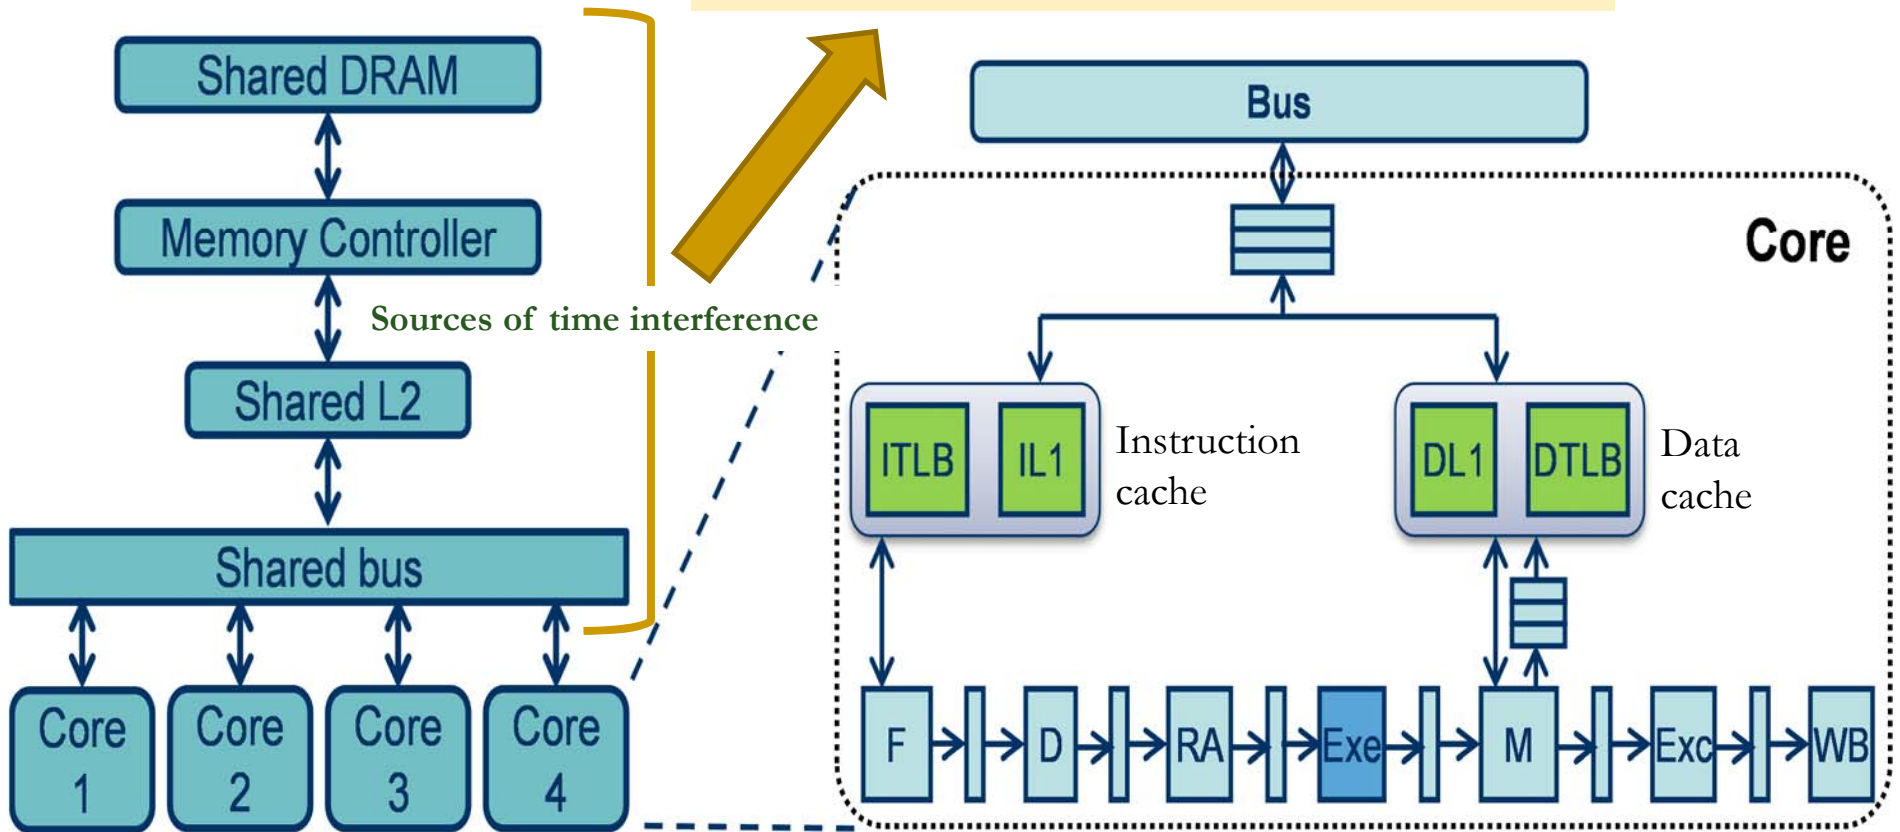 Shared DRAM
Memory Controller
Sources of time interference
Shared L2
Shared bus
Core
1
Core
2
Core
3
Core
4
Bus
Core
ITLB
IL1
Instruction
cache
DL1
DTLB
Data
cache
F
D
RA
Exe
M
Exc
WB